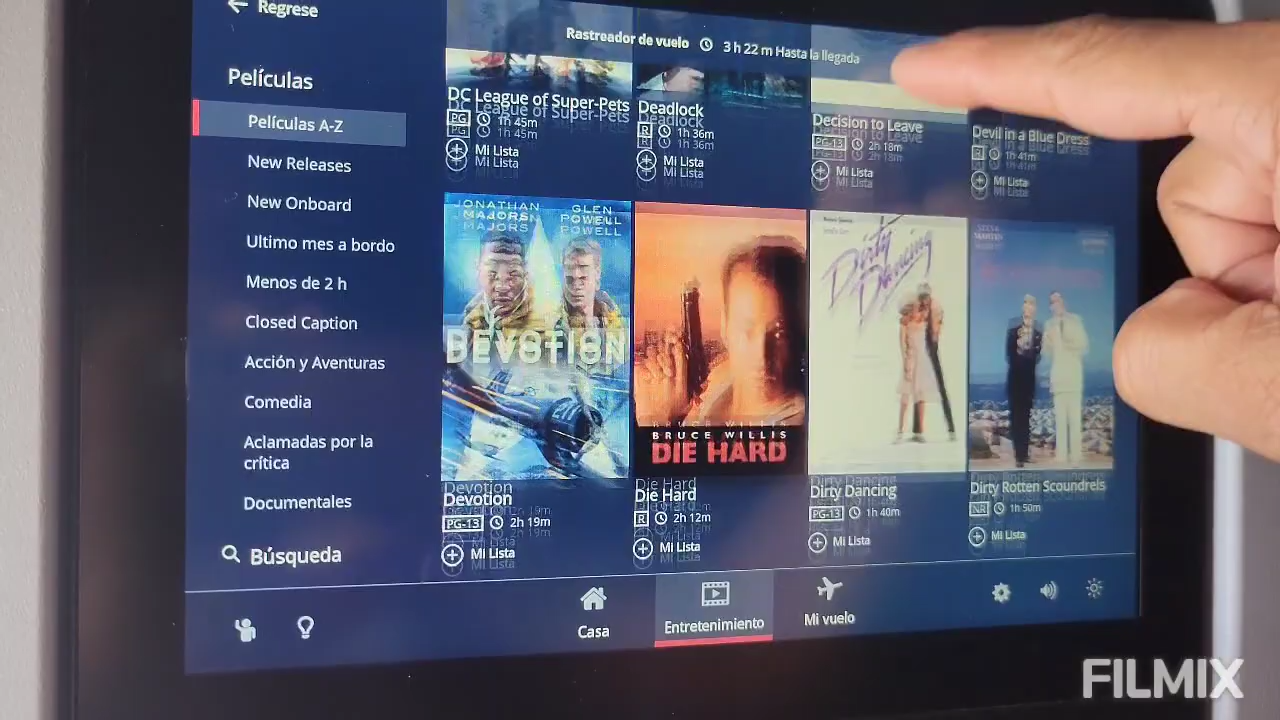 Regrese
Rastreador de vuelo 3 h 22 m Hasta la llegada
Películas
Películas A-Z
New Releases
New Onboard
Ultimo mes a bordo
Menos de 2 h
Closed Caption
Acción y Aventuras
Comedia
Aclamadas por la
crítica
Documentales
Búsqueda
DC League of Super-Pets
PG 1h 45m
Mi Lista
Deadlock
R 1h 36m
Mi Lista
Decision to Leave
PG-13 2h 18m
Mi Lista
Devil in a Blue Dress
R 1h 41m
Mi Lista
JONATHAN
MAJORS
GLEN
POWELL
DEVOTION
Devotion
PG-13 2h 19m
Mi Lista
BRUCE WILLIS
DIE HARD
Die Hard
R 2h 12m
Mi Lista
Dirty
Dancing
Dirty Dancing
PG-13 1h 40m
Mi Lista
STEVE
MARTIN
Dirty Rotten Scoundrels
NR 1h 50m
Mi Lista
Casa
Entretenimiento
Mi vuelo
FILMIX